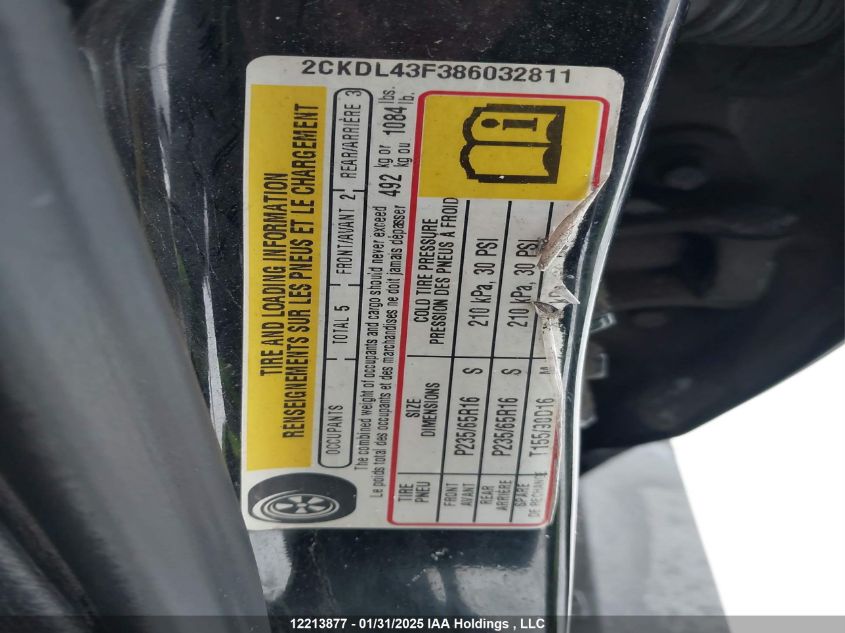 2CKDL43F386032811
TIRE AND LOADING INFORMATION
RENSEIGNEMENTS SUR LES PNEUS ET LE CHARGEMENT
OCCUPANTS TOTAL 5 FRONT/AVANT 2 REAR/ARRIÈRE 3
The combined weight of occupants and cargo should never exceed 492 kg or 1084 lbs.
Le poids total des occupants et des marchandises ne doit jamais dépasser kg ou lb.
TIRE SIZE COLD TIRE PRESSURE
PNEU DIMENSIONS PRESSION DES PNEUS À FROID
FRONT P235/65R16 S 210 kPa, 30 PSI
AVANT
REAR P235/65R16 S 210 kPa, 30 PSI
ARRIÈRE
SPARE T155/90D16 M
DE RECHANGE
12213877 - 01/31/2025 IAA Holdings , LLC